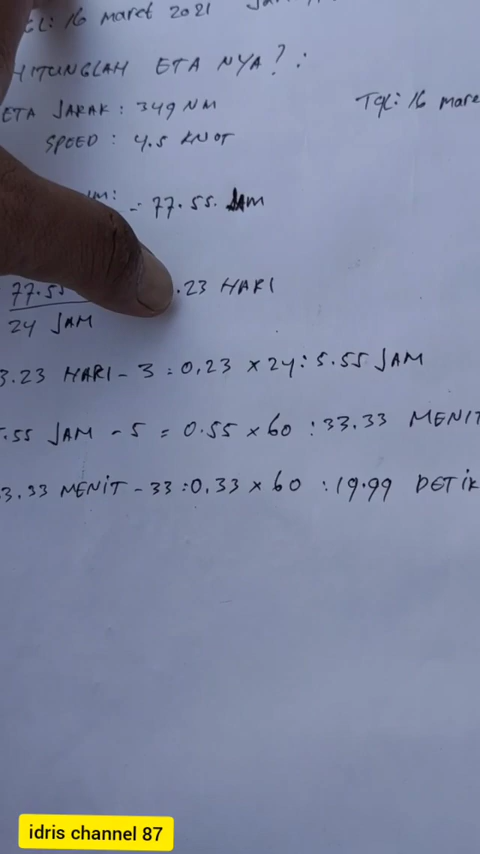 16 maret 2021
HITUNGLAH ETA NYA? :
ETA JARAK : 349 NM
Tgl: 16 mare
SPEED : 4.5 KNOT
= 77.55. JAM
77.55
.23 HARI
24 JAM
3.23 HARI - 3 : 0,23 x 24 : 5.55 JAM
.55 JAM - 5 = 0.55 x 60 : 33.33 MENIT
3.33 MENIT - 33 : 0,33 x 60 : 19.99 DETIK
idris channel 87